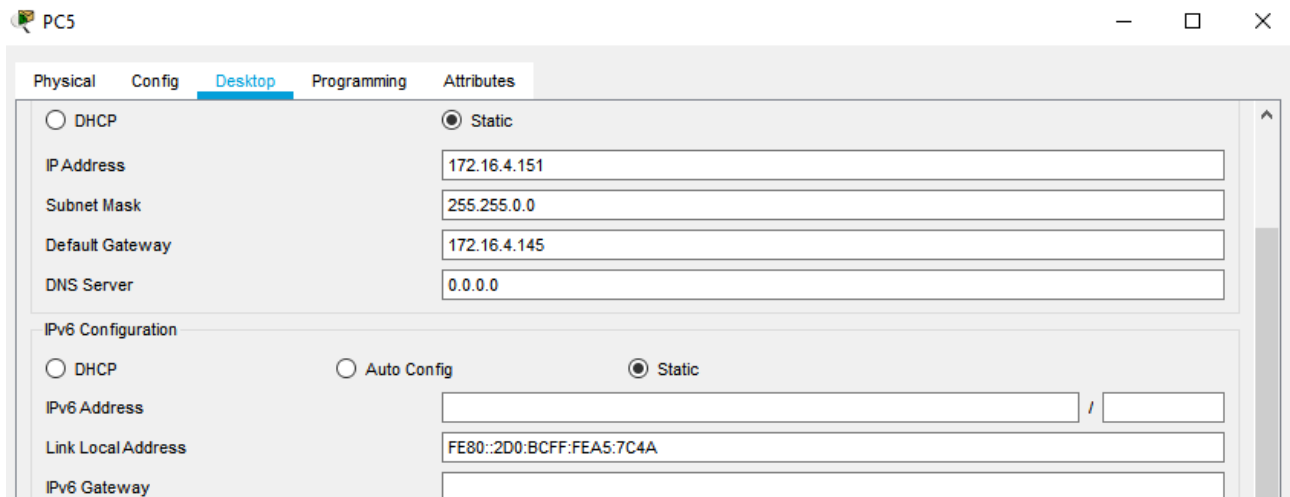 PC5
Physical Config Desktop Programming Attributes
DHCP Static
IP Address 172.16.4.151
Subnet Mask 255.255.0.0
Default Gateway 172.16.4.145
DNS Server 0.0.0.0
IPv6 Configuration
DHCP Auto Config Static
IPv6 Address /
Link Local Address FE80::2D0:BCFF:FEA5:7C4A
IPv6 Gateway